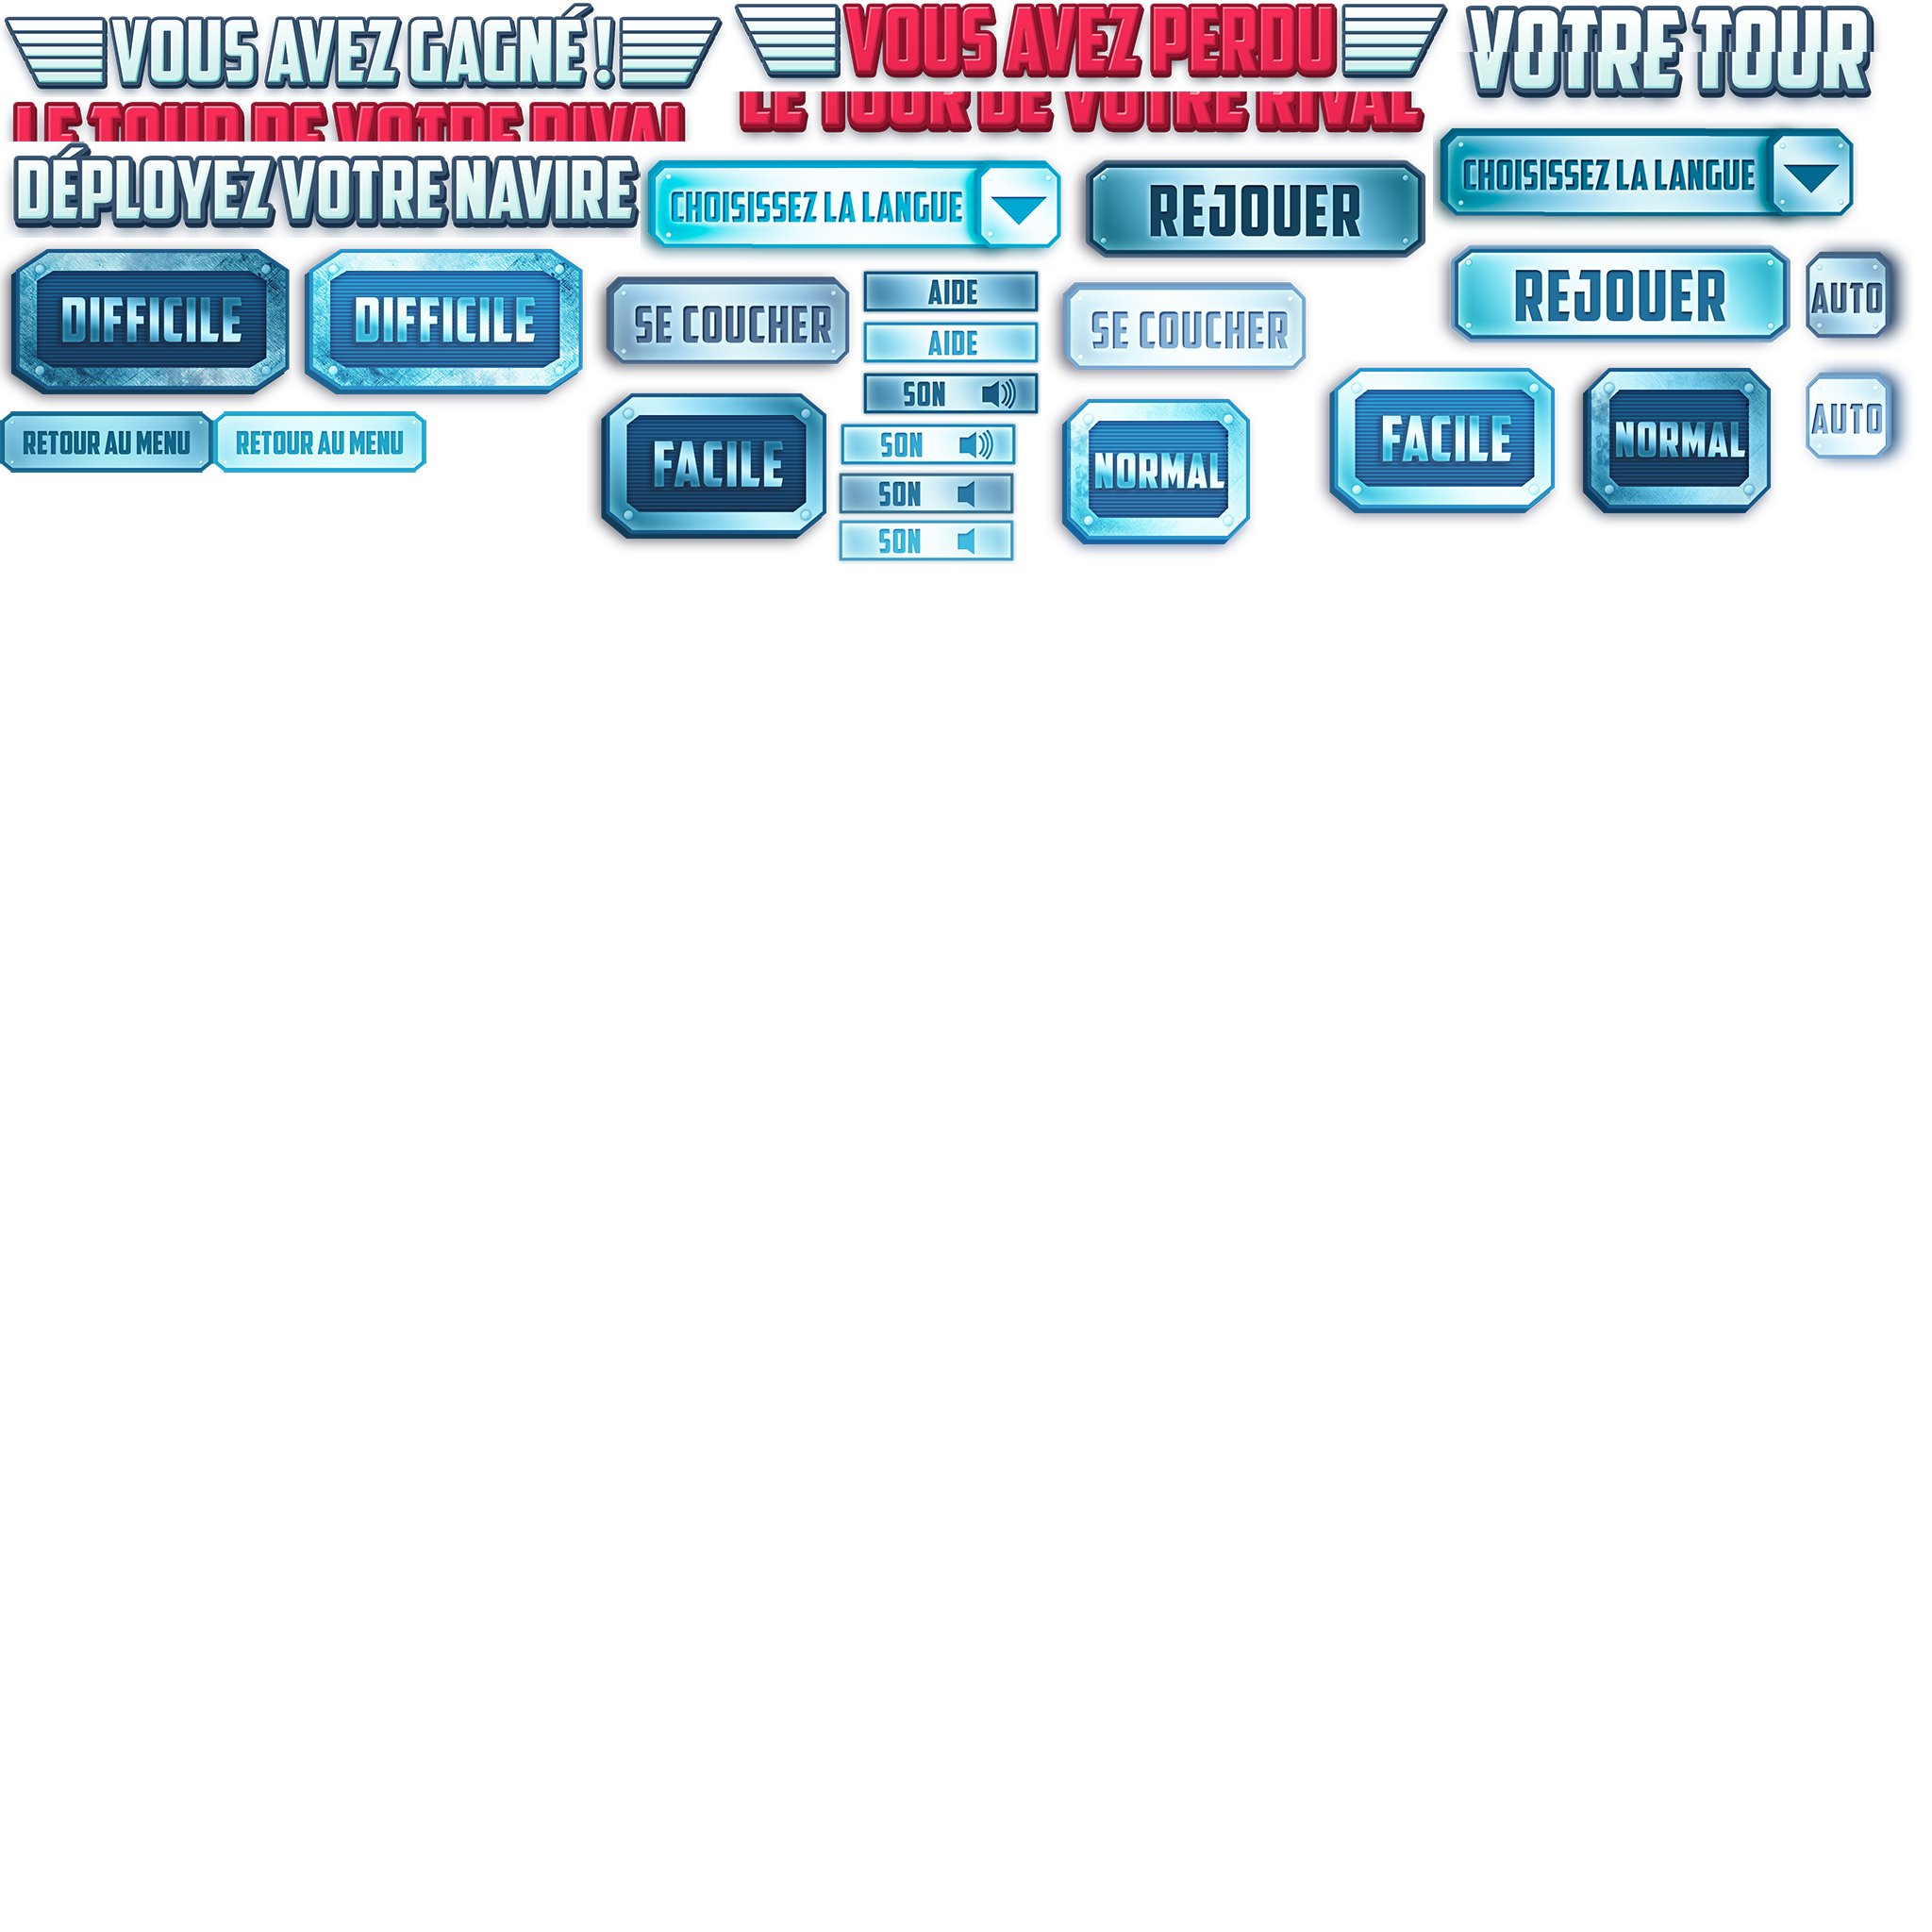 VOUS AVEZ GAGNÉ !
VOUS AVEZ PERDU
VOTRE TOUR
LE TOUR DE VOTRE RIVAL
LE TOUR DE VOTRE RIVAL
DÉPLOYEZ VOTRE NAVIRE
CHOISISSEZ LA LANGUE
REJOUER
CHOISISSEZ LA LANGUE
DIFFICILE
DIFFICILE
SE COUCHER
AIDE
AIDE
SON
SE COUCHER
REJOUER
AUTO
RETOUR AU MENU
RETOUR AU MENU
FACILE
SON
SON
SON
NORMAL
FACILE
NORMAL
AUTO